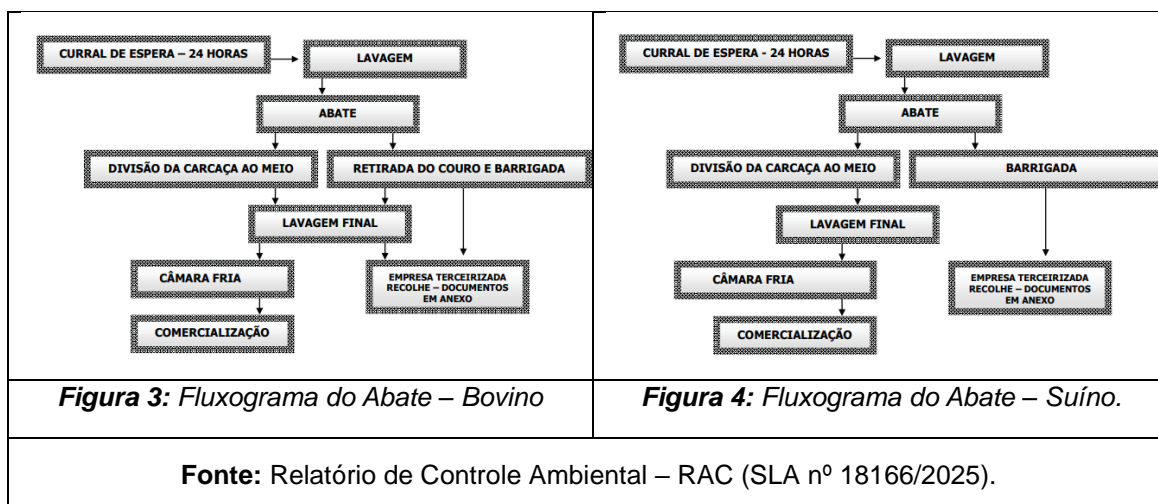 CURRAL DE ESPERA – 24 HORAS
LAVAGEM
ABATE
DIVISÃO DA CARCAÇA AO MEIO
RETIRADA DO COURO E BARRIGADA
LAVAGEM FINAL
CÂMARA FRIA
EMPRESA TERCEIRIZADA
RECOLHE – DOCUMENTOS
EM ANEXO
COMERCIALIZAÇÃO
Figura 3: Fluxograma do Abate – Bovino
CURRAL DE ESPERA - 24 HORAS
LAVAGEM
ABATE
DIVISÃO DA CARCAÇA AO MEIO
BARRIGADA
LAVAGEM FINAL
CÂMARA FRIA
EMPRESA TERCEIRIZADA
RECOLHE – DOCUMENTOS
EM ANEXO
COMERCIALIZAÇÃO
Figura 4: Fluxograma do Abate – Suíno.
Fonte: Relatório de Controle Ambiental – RAC (SLA nº 18166/2025).